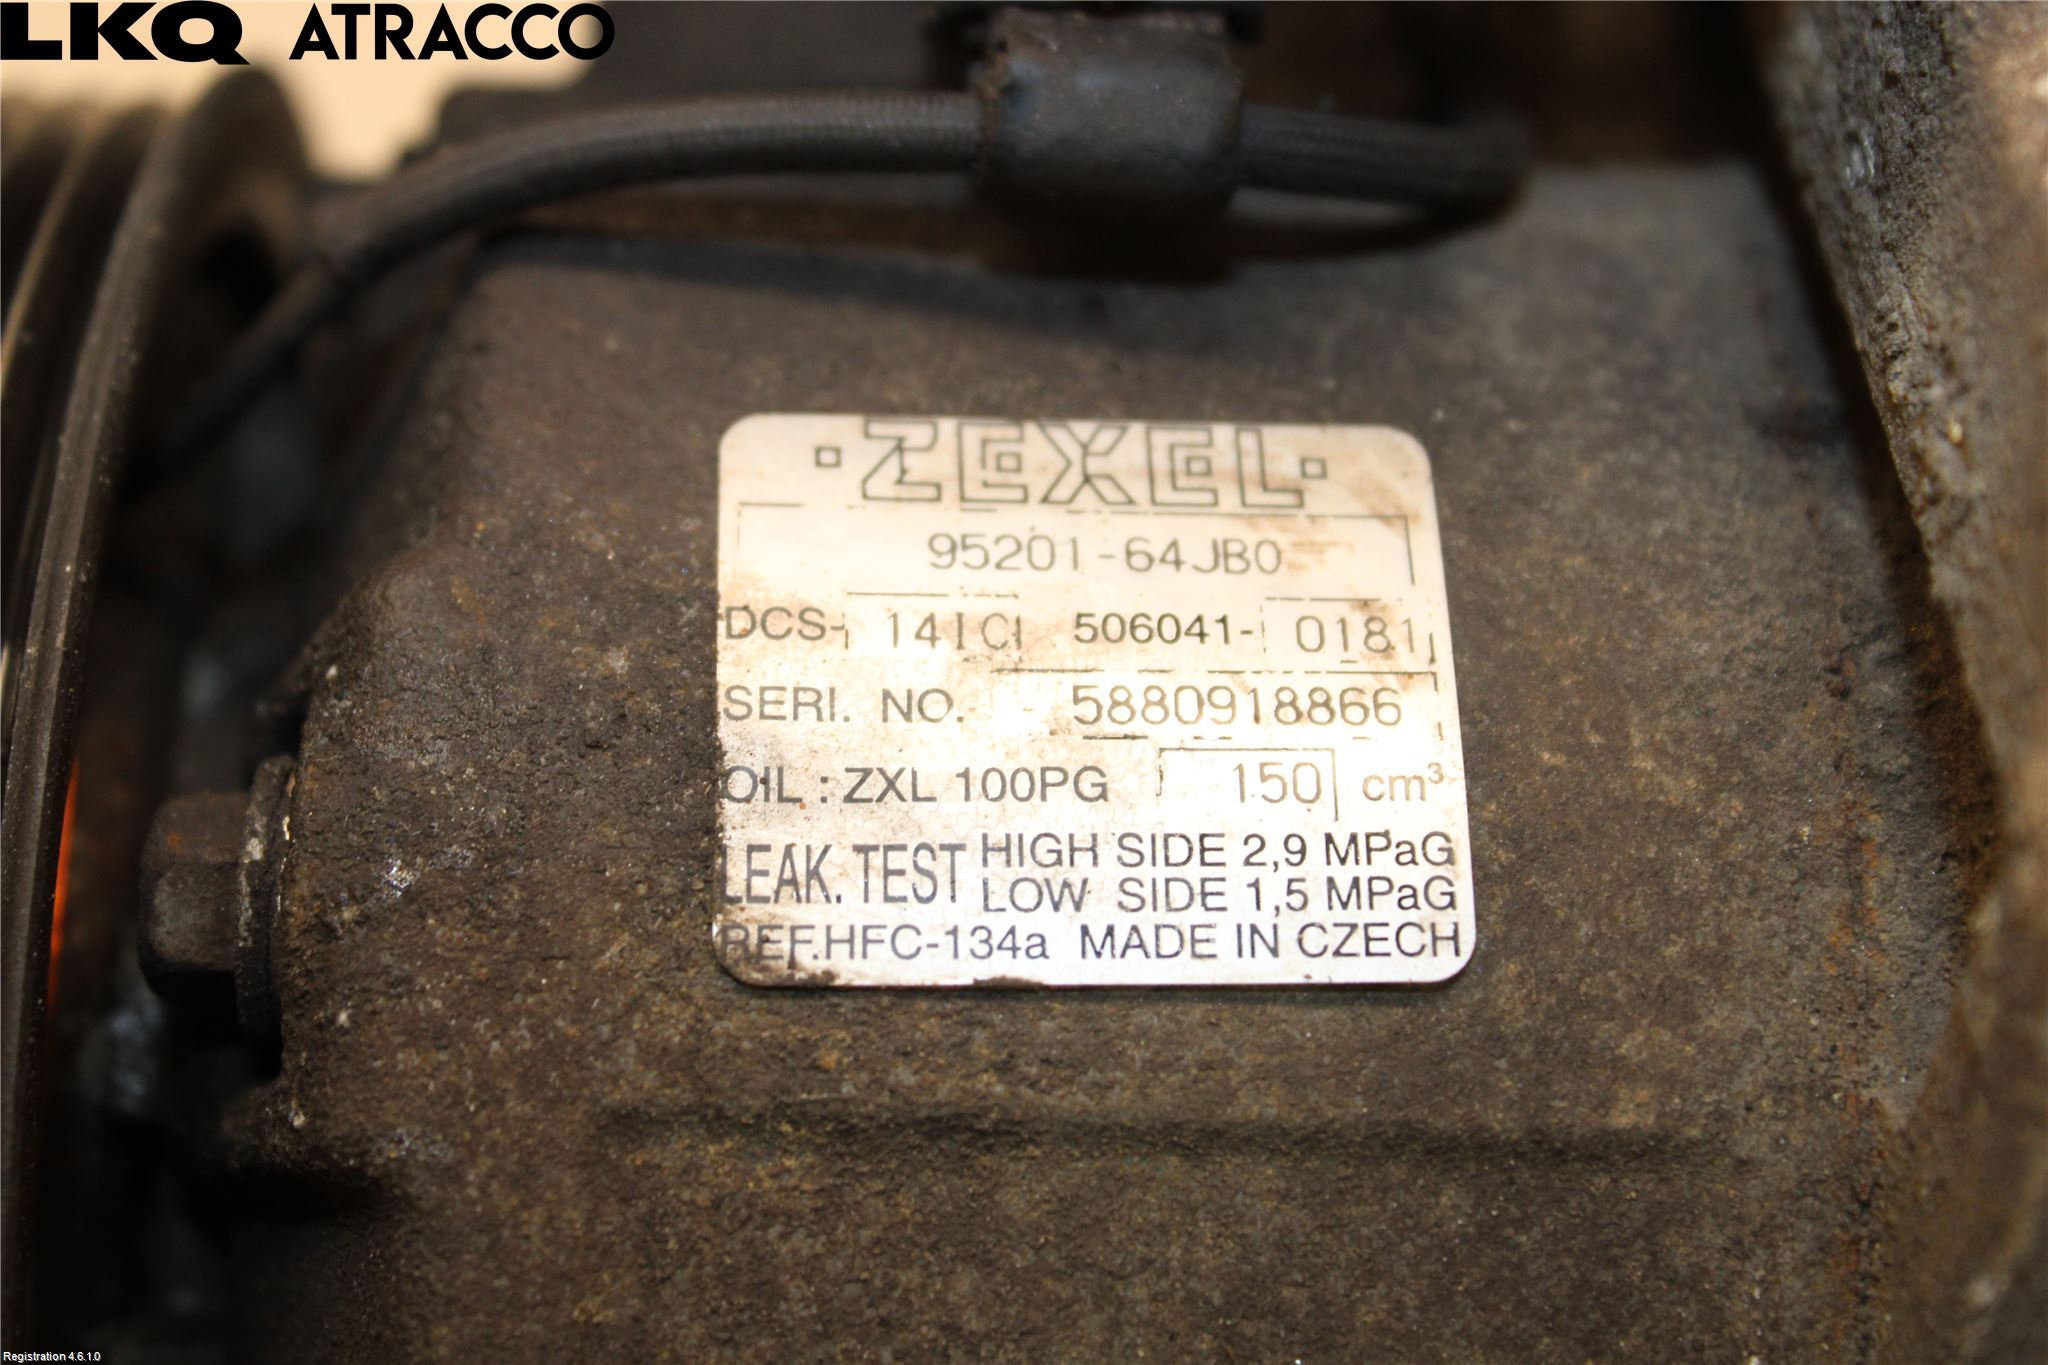 LKQ ATRACCO
·ZEXEL·
95201-64JB0
DCS- 141C 506041- 0181
SERI. NO. 5880918866
OIL : ZXL 100PG 150 cm³
LEAK. TEST HIGH SIDE 2,9 MPaG
LOW SIDE 1,5 MPaG
REF.HFC-134a MADE IN CZECH
Registration 4.6.1.0